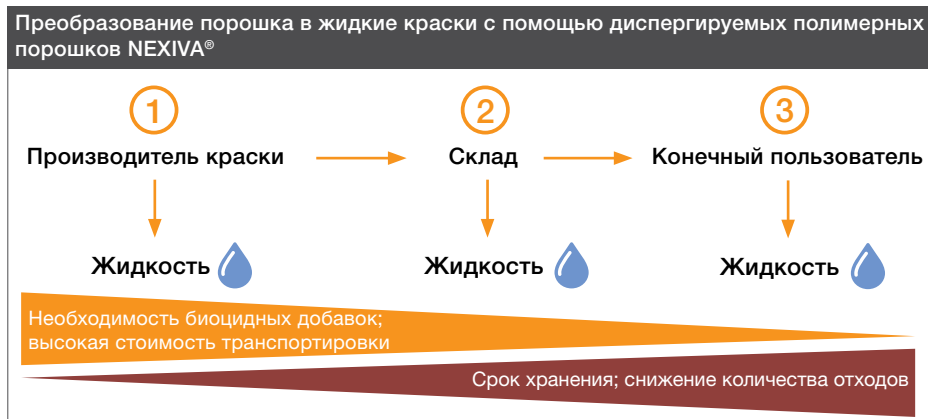 Преобразование порошка в жидкие краски с помощью диспергируемых полимерных
порошков NEXIVA®
1
2
3
Производитель краски
Склад
Конечный пользователь
Жидкость
Жидкость
Жидкость
Необходимость биоцидных добавок;
высокая стоимость транспортировки
Срок хранения; снижение количества отходов